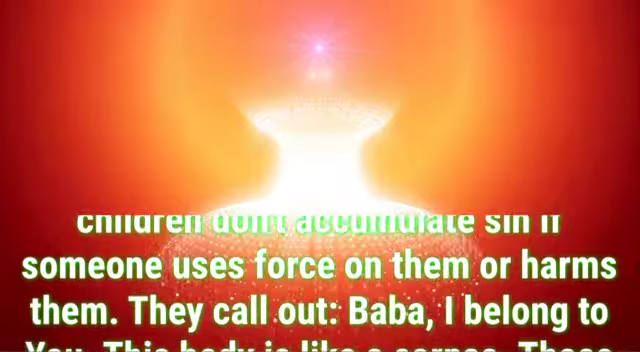 children don't accumulate sin if
someone uses force on them or harms
them. They call out: Baba, I belong to
You. This body is like a corpse. These